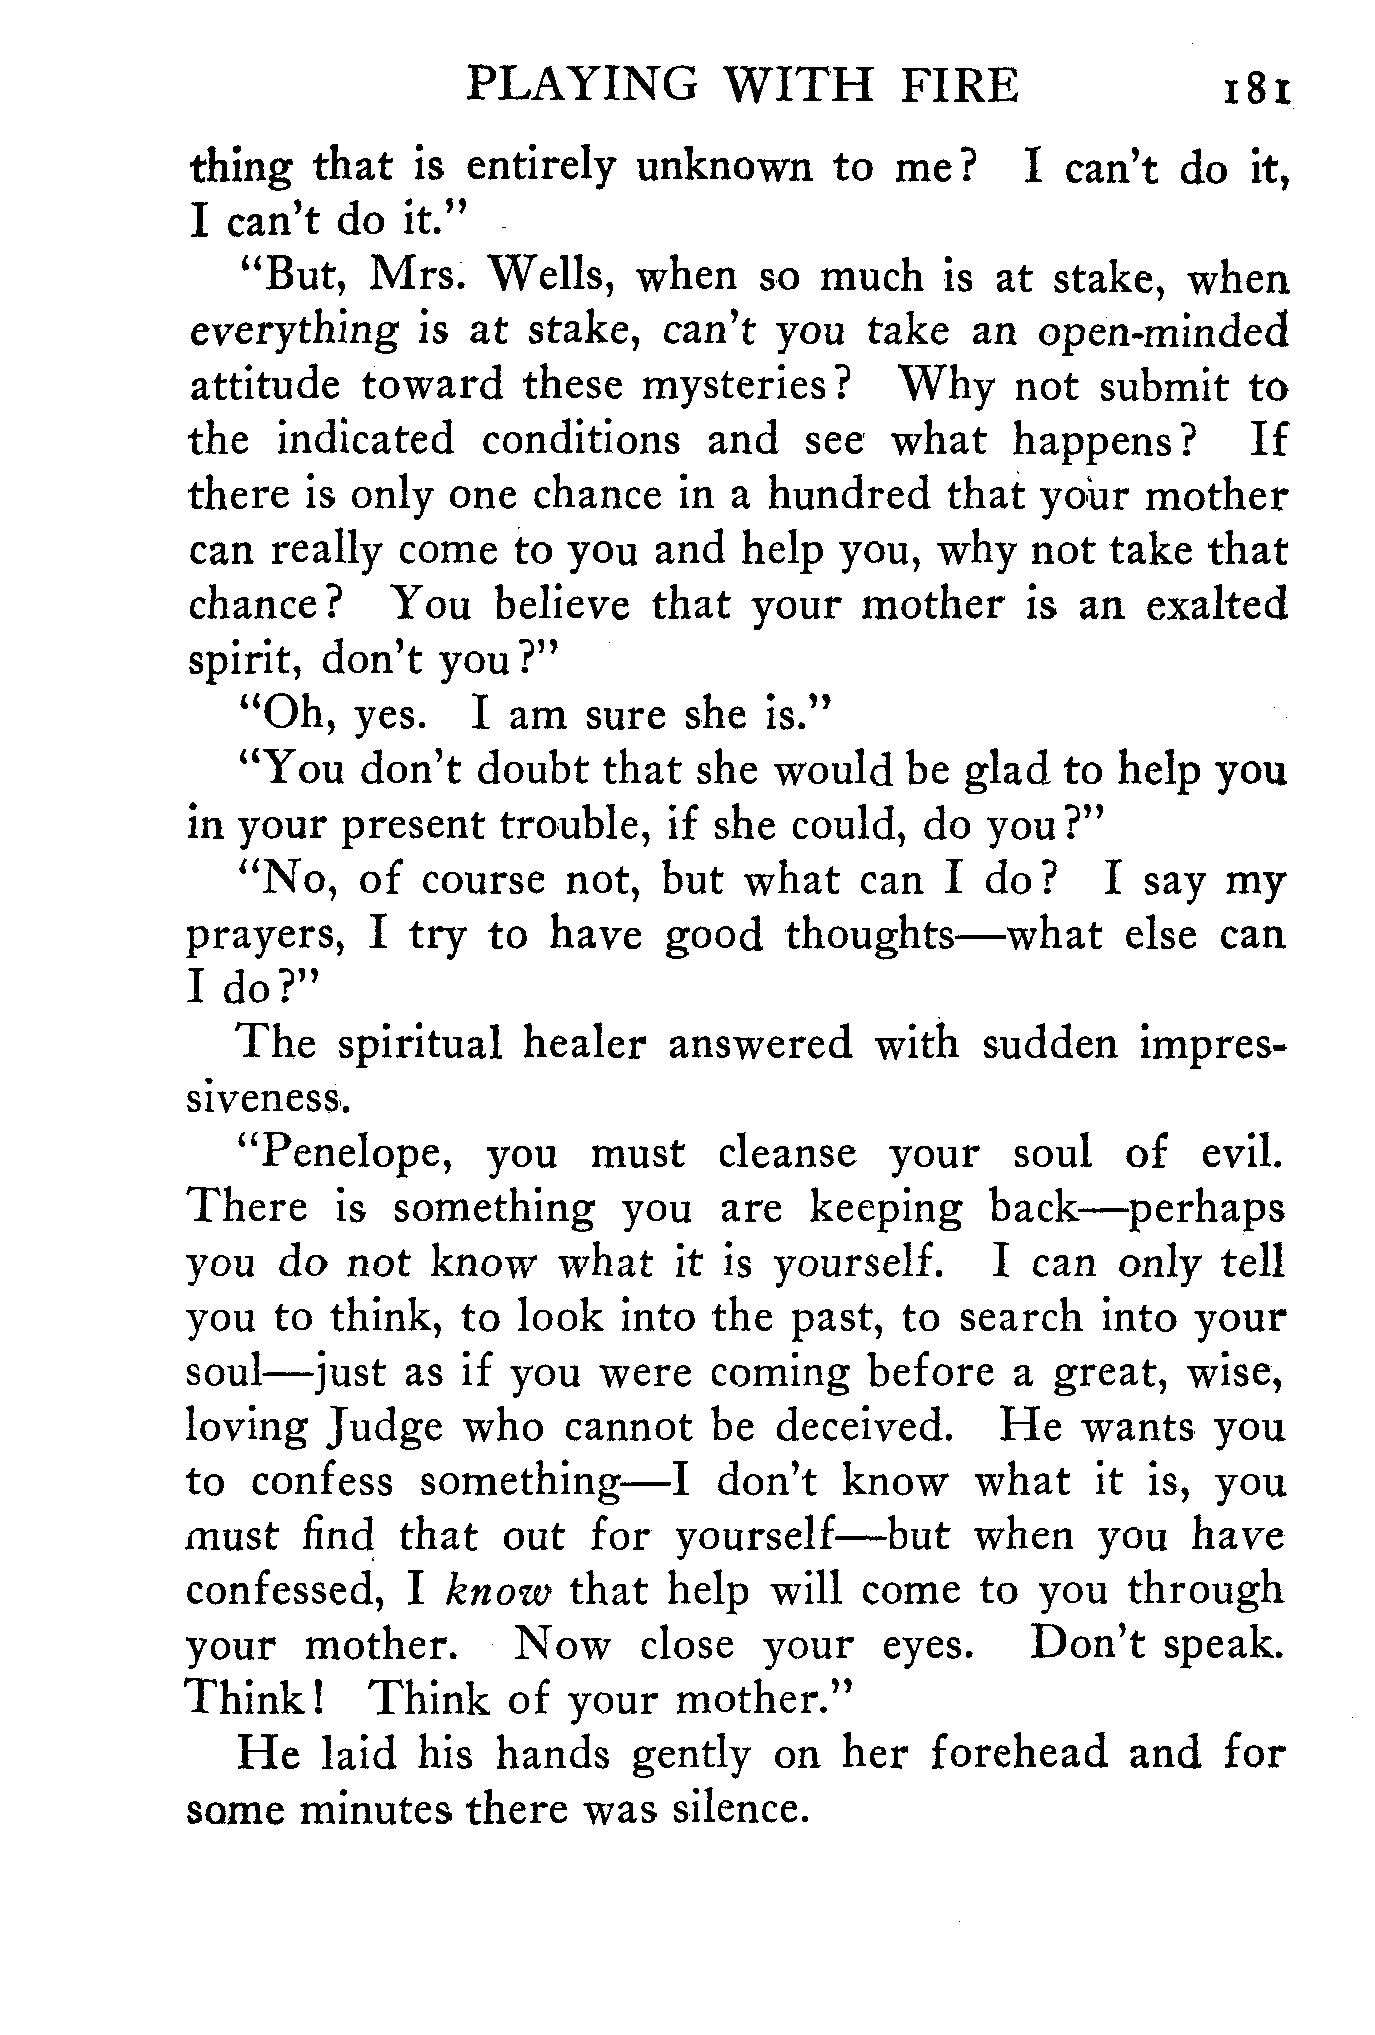 PLAYING WITH FIRE 181
thing that is entirely unknown to me? I can't do it,
I can't do it."
"But, Mrs. Wells, when so much is at stake, when
everything is at stake, can't you take an open-minded
attitude toward these mysteries? Why not submit to
the indicated conditions and see what happens? If
there is only one chance in a hundred that your mother
can really come to you and help you, why not take that
chance? You believe that your mother is an exalted
spirit, don't you?"
"Oh, yes. I am sure she is."
"You don't doubt that she would be glad to help you
in your present trouble, if she could, do you?"
"No, of course not, but what can I do? I say my
prayers, I try to have good thoughts—what else can
I do?"
The spiritual healer answered with sudden impres-
siveness.
"Penelope, you must cleanse your soul of evil.
There is something you are keeping back—perhaps
you do not know what it is yourself. I can only tell
you to think, to look into the past, to search into your
soul—just as if you were coming before a great, wise,
loving Judge who cannot be deceived. He wants you
to confess something—I don't know what it is, you
must find that out for yourself—but when you have
confessed, I know that help will come to you through
your mother. Now close your eyes. Don't speak.
Think! Think of your mother."
He laid his hands gently on her forehead and for
some minutes there was silence.